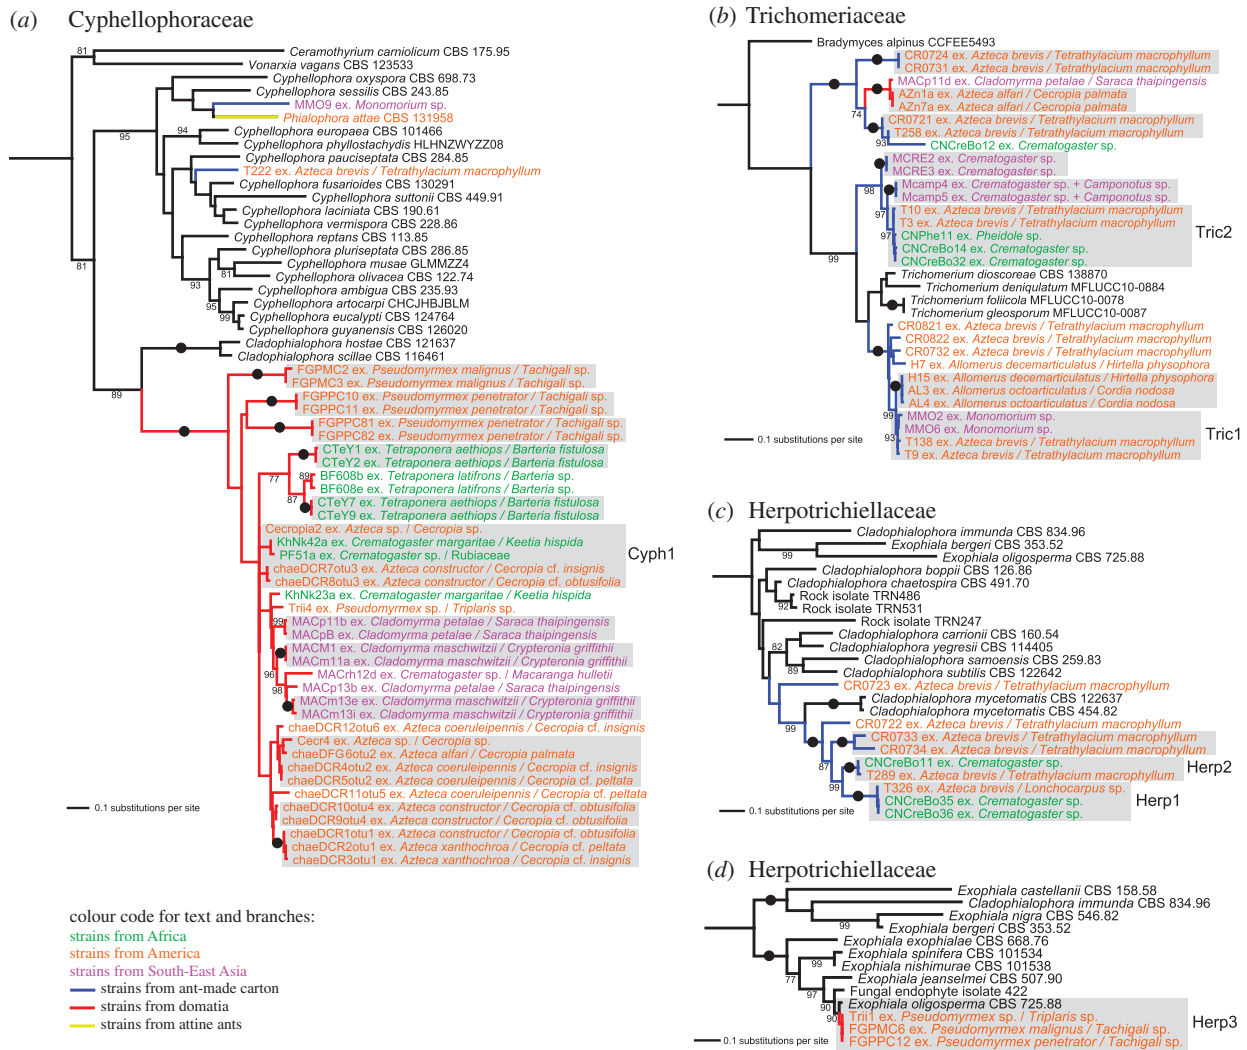 (a) Cyphellophoraceae
81
Ceramothyrium carniolicum CBS 175.95
Vonarxia vagans CBS 123533
Cyphellophora oxyspora CBS 698.73
Cyphellophora sessilis CBS 243.85
MMO9 ex. Monomorium sp.
Phialophora attae CBS 131958
95
94
Cyphellophora europaea CBS 101466
Cyphellophora phyllostachydis HLHNZWYZZ08
Cyphellophora pauciseptata CBS 284.85
T222 ex. Azteca brevis / Tetrathylacium macrophyllum
Cyphellophora fusarioides CBS 130291
Cyphellophora suttonii CBS 449.91
Cyphellophora laciniata CBS 190.61
Cyphellophora vermispora CBS 228.86
Cyphellophora reptans CBS 113.85
Cyphellophora pluriseptata CBS 286.85
81
Cyphellophora musae GLMMZZ4
81
Cyphellophora olivacea CBS 122.74
93
Cyphellophora ambigua CBS 235.93
95
Cyphellophora artocarpi CHCJHBJBLM
99
Cyphellophora eucalypti CBS 124764
Cyphellophora guyanensis CBS 126020
Cladophialophora hostae CBS 121637
Cladophialophora scillae CBS 116461
89
FGPMC2 ex. Pseudomyrmex malignus / Tachigali sp.
FGPMC3 ex. Pseudomyrmex malignus / Tachigali sp.
FGPPC10 ex. Pseudomyrmex penetrator / Tachigali sp.
FGPPC11 ex. Pseudomyrmex penetrator / Tachigali sp.
FGPPC81 ex. Pseudomyrmex penetrator / Tachigali sp.
FGPPC82 ex. Pseudomyrmex penetrator / Tachigali sp.
CTeY1 ex. Tetraponera aethiops / Barteria fistulosa
CTeY2 ex. Tetraponera aethiops / Barteria fistulosa
77
89
BF608b ex. Tetraponera latifrons / Barteria sp.
BF608e ex. Tetraponera latifrons / Barteria sp.
87
CTeY7 ex. Tetraponera aethiops / Barteria fistulosa
CTeY9 ex. Tetraponera aethiops / Barteria fistulosa
Cecropia2 ex. Azteca sp. / Cecropia sp.
KhNk42a ex. Crematogaster margaritae / Keetia hispida
PF51a ex. Crematogaster sp. / Rubiaceae
Cyph1
chaeDCR7otu3 ex. Azteca constructor / Cecropia cf. insignis
chaeDCR8otu3 ex. Azteca constructor / Cecropia cf. obtusifolia
KhNk23a ex. Crematogaster margaritae / Keetia hispida
Trii4 ex. Pseudomyrmex sp. / Triplaris sp.
99
MACp11b ex. Cladomyrma petalae / Saraca thaipingensis
MACpB ex. Cladomyrma petalae / Saraca thaipingensis
MACM1 ex. Cladomyrma maschwitzii / Crypteronia griffithii
MACm11a ex. Cladomyrma maschwitzii / Crypteronia griffithii
96
MACrh12d ex. Crematogaster sp. / Macaranga hulletii
98
MACp13b ex. Cladomyrma petalae / Saraca thaipingensis
MACm13e ex. Cladomyrma maschwitzii / Crypteronia griffithii
MACm13i ex. Cladomyrma maschwitzii / Crypteronia griffithii
chaeDCR12otu6 ex. Azteca coeruleipennis / Cecropia cf. insignis
Cecr4 ex. Azteca sp. / Cecropia sp.
chaeDFG6otu2 ex. Azteca alfari / Cecropia palmata
chaeDCR4otu2 ex. Azteca coeruleipennis / Cecropia cf. insignis
chaeDCR5otu2 ex. Azteca coeruleipennis / Cecropia cf. peltata
chaeDCR11otu5 ex. Azteca coeruleipennis / Cecropia cf. peltata
chaeDCR10otu4 ex. Azteca constructor / Cecropia cf. obtusifolia
chaeDCR9otu4 ex. Azteca constructor / Cecropia cf. obtusifolia
chaeDCR1otu1 ex. Azteca constructor / Cecropia cf. obtusifolia
chaeDCR2otu1 ex. Azteca xanthochroa / Cecropia cf. peltata
chaeDCR3otu1 ex. Azteca xanthochroa / Cecropia cf. insignis
0.1 substitutions per site
colour code for text and branches:
strains from Africa
strains from America
strains from South-East Asia
strains from ant-made carton
strains from domatia
strains from attine ants
(b) Trichomeriaceae
Bradymyces alpinus CCFEE5493
CR0724 ex. Azteca brevis / Tetrathylacium macrophyllum
CR0731 ex. Azteca brevis / Tetrathylacium macrophyllum
MACp11d ex. Cladomyrma petalae / Saraca thaipingensis
AZn1a ex. Azteca alfari / Cecropia palmata
AZn7a ex. Azteca alfari / Cecropia palmata
74
CR0721 ex. Azteca brevis / Tetrathylacium macrophyllum
T258 ex. Azteca brevis / Tetrathylacium macrophyllum
93
CNCreBo12 ex. Crematogaster sp.
MCRE2 ex. Crematogaster sp.
MCRE3 ex. Crematogaster sp.
98
Mcamp4 ex. Crematogaster sp. + Camponotus sp.
Mcamp5 ex. Crematogaster sp. + Camponotus sp.
97
T10 ex. Azteca brevis / Tetrathylacium macrophyllum
T3 ex. Azteca brevis / Tetrathylacium macrophyllum
Tric2
97
CNPhe11 ex. Pheidole sp.
CNCreBo14 ex. Crematogaster sp.
CNCreBo32 ex. Crematogaster sp.
99
Trichomerium dioscoreae CBS 138870
Trichomerium deniqulatum MFLUCC10-0884
Trichomerium foliicola MFLUCC10-0078
Trichomerium gleosporum MFLUCC10-0087
CR0821 ex. Azteca brevis / Tetrathylacium macrophyllum
CR0822 ex. Azteca brevis / Tetrathylacium macrophyllum
CR0732 ex. Azteca brevis / Tetrathylacium macrophyllum
H7 ex. Allomerus decemarticulatus / Hirtella physophora
H15 ex. Allomerus decemarticulatus / Hirtella physophora
AL3 ex. Allomerus octoarticulatus / Cordia nodosa
AL4 ex. Allomerus octoarticulatus / Cordia nodosa
99
MMO2 ex. Monomorium sp.
MMO6 ex. Monomorium sp.
Tric1
93
T138 ex. Azteca brevis / Tetrathylacium macrophyllum
T9 ex. Azteca brevis / Tetrathylacium macrophyllum
0.1 substitutions per site
(c) Herpotrichiellaceae
Cladophialophora immunda CBS 834.96
Exophiala bergeri CBS 353.52
99
Exophiala oligosperma CBS 725.88
Cladophialophora boppii CBS 126.86
Cladophialophora chaetospira CBS 491.70
Rock isolate TRN486
92
Rock isolate TRN531
Rock isolate TRN247
Cladophialophora carrionii CBS 160.54
82
Cladophialophora yegresii CBS 114405
Cladophialophora samoensis CBS 259.83
89
Cladophialophora subtilis CBS 122642
CR0723 ex. Azteca brevis / Tetrathylacium macrophyllum
Cladophialophora mycetomatis CBS 122637
Cladophialophora mycetomatis CBS 454.82
99
CR0722 ex. Azteca brevis / Tetrathylacium macrophyllum
CR0733 ex. Azteca brevis / Tetrathylacium macrophyllum
CR0734 ex. Azteca brevis / Tetrathylacium macrophyllum
87
CNCreBo11 ex. Crematogaster sp.
Herp2
T289 ex. Azteca brevis / Tetrathylacium macrophyllum
99
T326 ex. Azteca brevis / Lonchocarpus sp.
CNCreBo35 ex. Crematogaster sp.
Herp1
CNCreBo36 ex. Crematogaster sp.
0.1 substitutions per site
(d) Herpotrichiellaceae
Exophiala castellanii CBS 158.58
Cladophialophora immunda CBS 834.96
Exophiala nigra CBS 546.82
99
Exophiala bergeri CBS 353.52
Exophiala exophialae CBS 668.76
Exophiala spinifera CBS 101534
99
Exophiala nishimurae CBS 101538
77
Exophiala jeanselmei CBS 507.90
97
Fungal endophyte isolate 422
90
Exophiala oligosperma CBS 725.88
90
Trii1 ex. Pseudomyrmex sp. / Triplaris sp.
Herp3
FGPMC6 ex. Pseudomyrmex malignus / Tachigali sp.
FGPPC12 ex. Pseudomyrmex penetrator / Tachigali sp.
0.1 substitutions per site